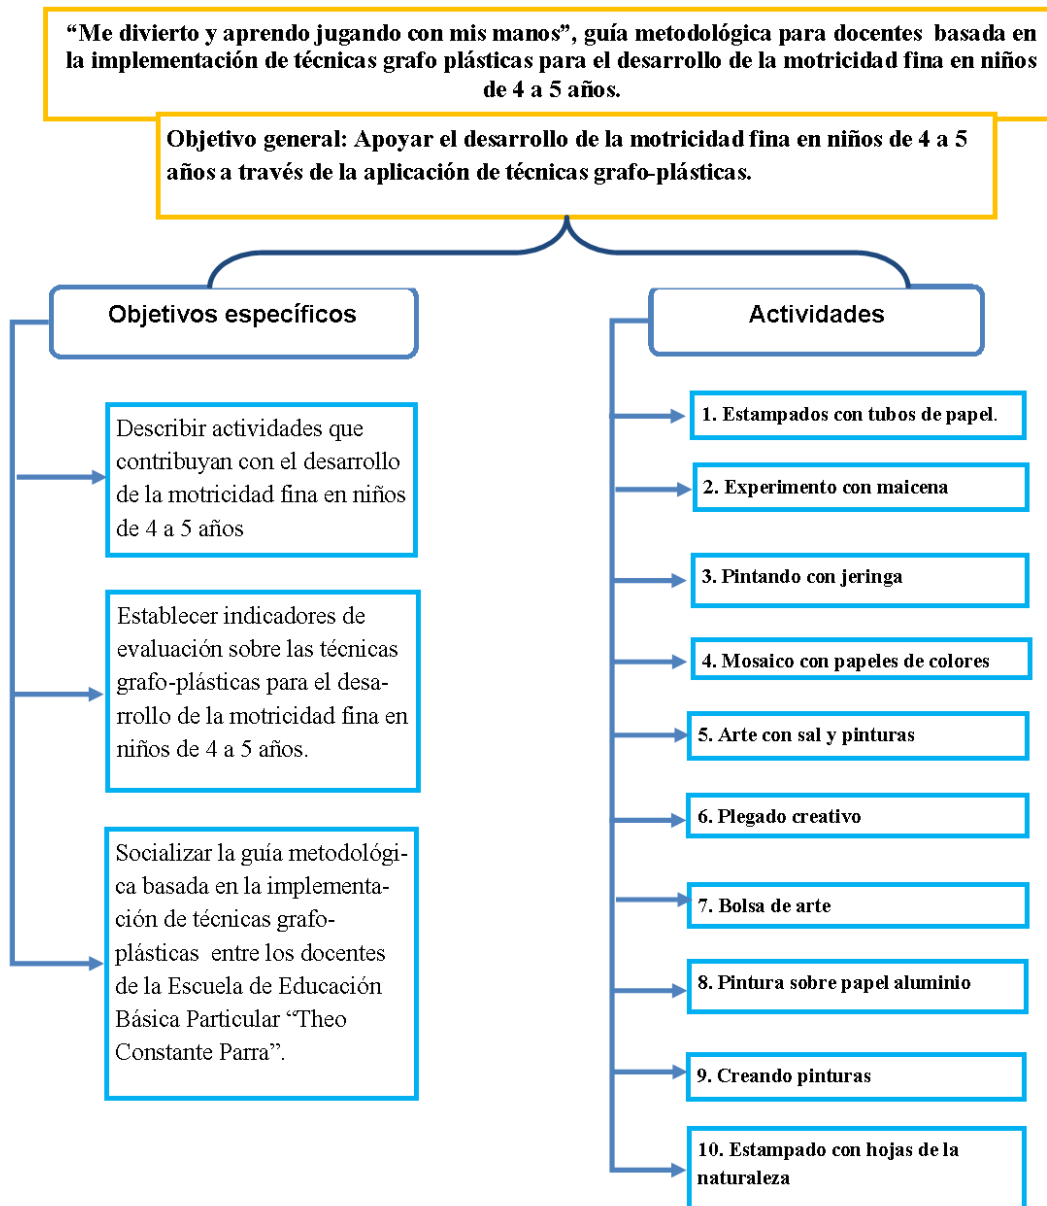 “Me divierto y aprendo jugando con mis manos”, guía metodológica para docentes basada en
la implementación de técnicas grafo plásticas para el desarrollo de la motricidad fina en niños
de 4 a 5 años.
Objetivo general: Apoyar el desarrollo de la motricidad fina en niños de 4 a 5
años a través de la aplicación de técnicas grafo-plásticas.
Objetivos específicos
Describir actividades que
contribuyan con el desarrollo
de la motricidad fina en niños
de 4 a 5 años
Establecer indicadores de
evaluación sobre las técnicas
grafo-plásticas para el desa-
rrollo de la motricidad fina en
niños de 4 a 5 años.
Socializar la guía metodológi-
ca basada en la implementa-
ción de técnicas grafo-
plásticas entre los docentes
de la Escuela de Educación
Básica Particular “Theo
Constante Parra”.
Actividades
1. Estampados con tubos de papel.
2. Experimento con maicena
3. Pintando con jeringa
4. Mosaico con papeles de colores
5. Arte con sal y pinturas
6. Plegado creativo
7. Bolsa de arte
8. Pintura sobre papel aluminio
9. Creando pinturas
10. Estampado con hojas de la
naturaleza